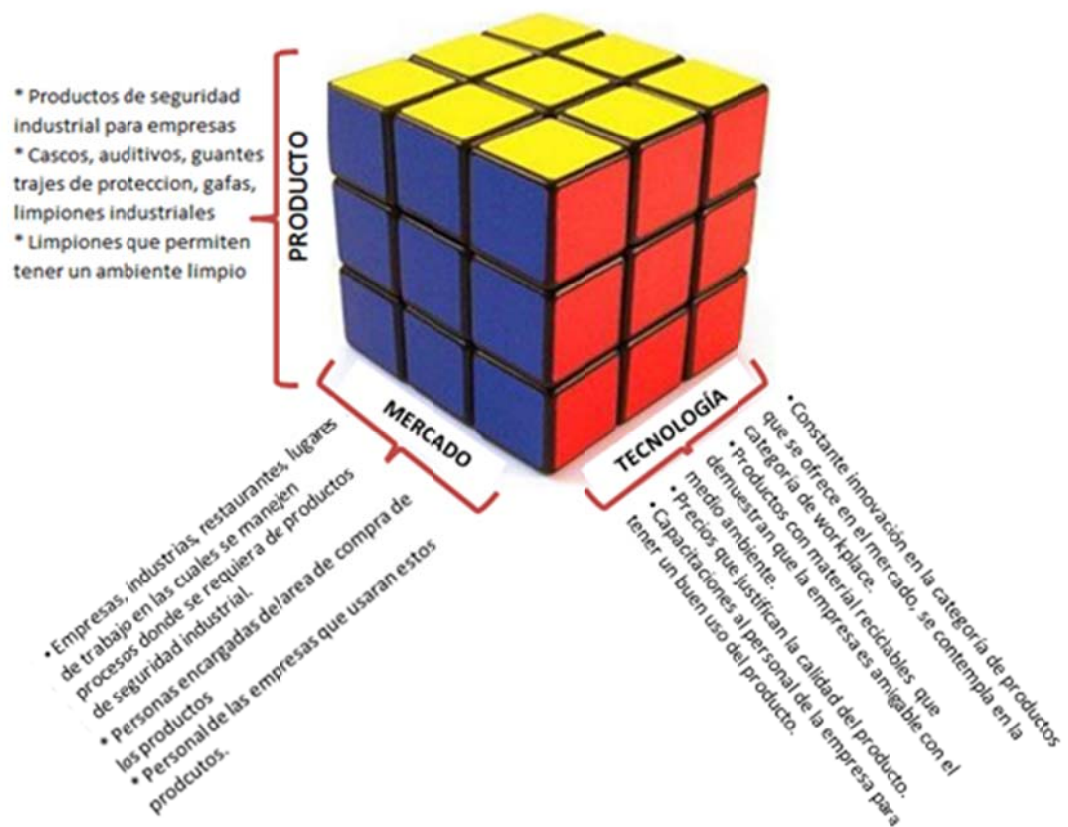 * Productos de seguridad
industrial para empresas
* Cascos, auditivos, guantes
trajes de proteccion, gafas,
limpiones industriales
* Limpiones que permiten
tener un ambiente limpio
PRODUCTO
MERCADO
• Empresas, industrias, restaurantes, lugares
de trabajo en las cuales se manejen
procesos donde se requiera de productos
de seguridad industrial.
• Personas encargadas del area de compra de
los productos
• Personal de las empresas que usaran estos
prodcutos.
TECNOLOGÍA
• Constante innovación en la categoría de productos
que se ofrece en el mercado, se contempla en la
categoría de workplace.
• Productos con material reciclables que
demuestran que la empresa es amigable con el
medio ambiente.
• Precios que justifican la calidad del producto.
• Capacitaciones al personal de la empresa para
tener un buen uso del producto.